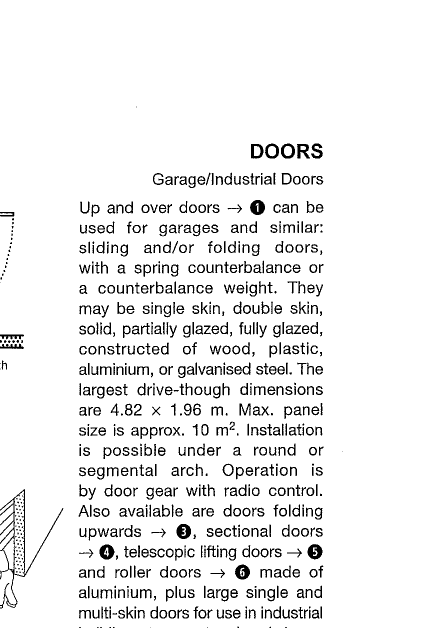 DOORS
Garage/Industrial Doors
Up and over doors → ❶ can be
used for garages and similar:
sliding and/or folding doors,
with a spring counterbalance or
a counterbalance weight. They
may be single skin, double skin,
solid, partially glazed, fully glazed,
constructed of wood, plastic,
aluminium, or galvanised steel. The
largest drive-though dimensions
are 4.82 × 1.96 m. Max. panel
size is approx. 10 m². Installation
is possible under a round or
segmental arch. Operation is
by door gear with radio control.
Also available are doors folding
upwards → ❸, sectional doors
→ ❹, telescopic lifting doors → ❺
and roller doors → ❻ made of
aluminium, plus large single and
multi-skin doors for use in industrial